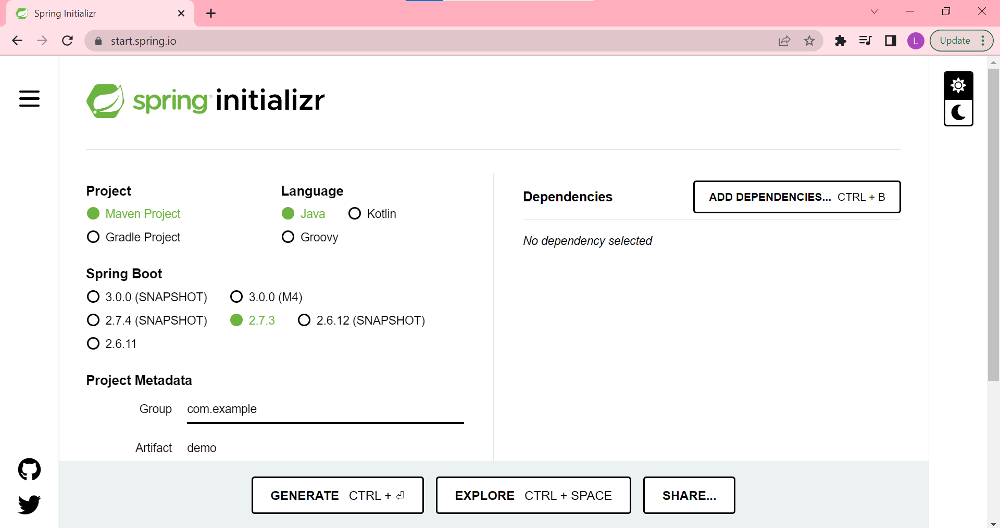 Spring Initializr
start.spring.io
L
Update
spring initializr
Project
Maven Project
Gradle Project
Language
Java Kotlin
Groovy
Spring Boot
3.0.0 (SNAPSHOT) 3.0.0 (M4)
2.7.4 (SNAPSHOT) 2.7.3 2.6.12 (SNAPSHOT)
2.6.11
Project Metadata
Group com.example
Artifact demo
Dependencies
ADD DEPENDENCIES... CTRL + B
No dependency selected
GENERATE CTRL + ⏎
EXPLORE CTRL + SPACE
SHARE...